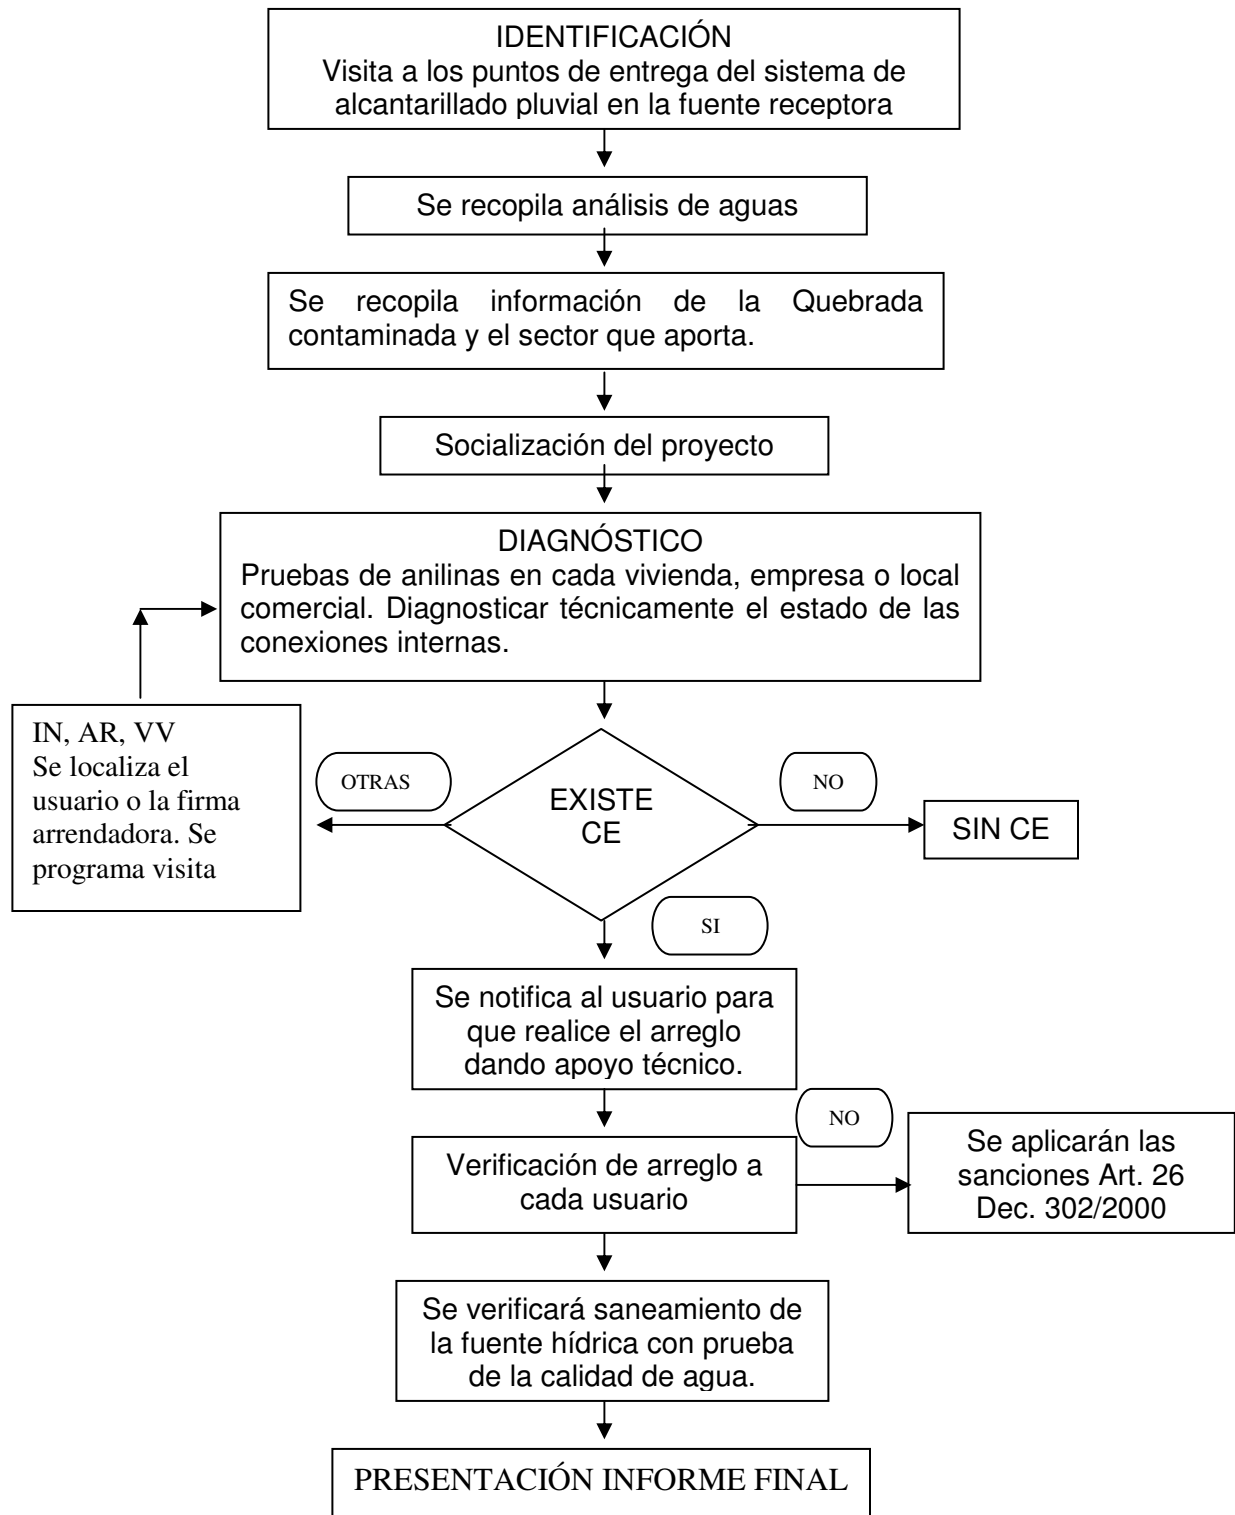 IDENTIFICACIÓN
Visita a los puntos de entrega del sistema de
alcantarillado pluvial en la fuente receptora
Se recopila análisis de aguas
Se recopila información de la Quebrada
contaminada y el sector que aporta.
Socialización del proyecto
DIAGNÓSTICO
Pruebas de anilinas en cada vivienda, empresa o local
comercial. Diagnosticar técnicamente el estado de las
conexiones internas.
IN, AR, VV
Se localiza el
usuario o la firma
arrendadora. Se
programa visita
OTRAS
EXISTE
CE
NO
SIN CE
SI
Se notifica al usuario para
que realice el arreglo
dando apoyo técnico.
Verificación de arreglo a
cada usuario
NO
Se aplicarán las
sanciones Art. 26
Dec. 302/2000
Se verificará saneamiento de
la fuente hídrica con prueba
de la calidad de agua.
PRESENTACIÓN INFORME FINAL